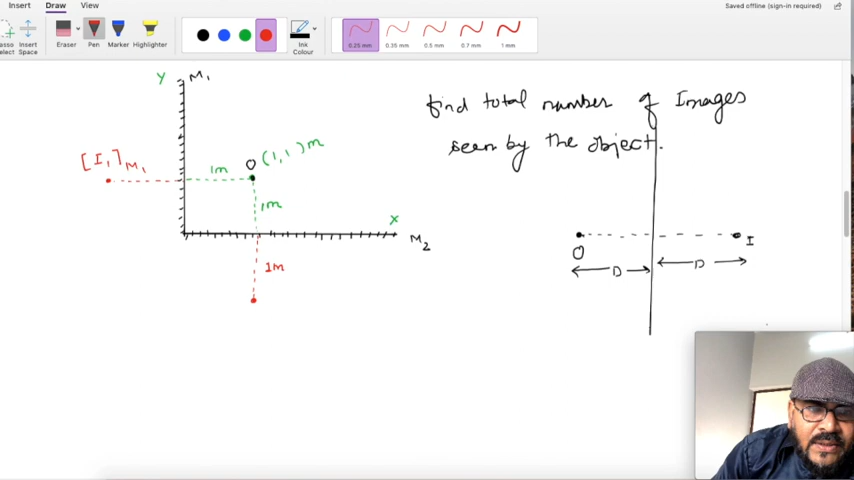 Insert Draw View
Saved offline (sign-in required)
Insert
Space
Eraser
Pen
Marker
Highlighter
Ink
Colour
0.25 mm
0.35 mm
0.5 mm
0.7 mm
1 mm
Y M1
find total number of Images
seen by the object.
[I1]M1
O (1,1)m
1m
1m
X
M2
1m
O
I
D
D